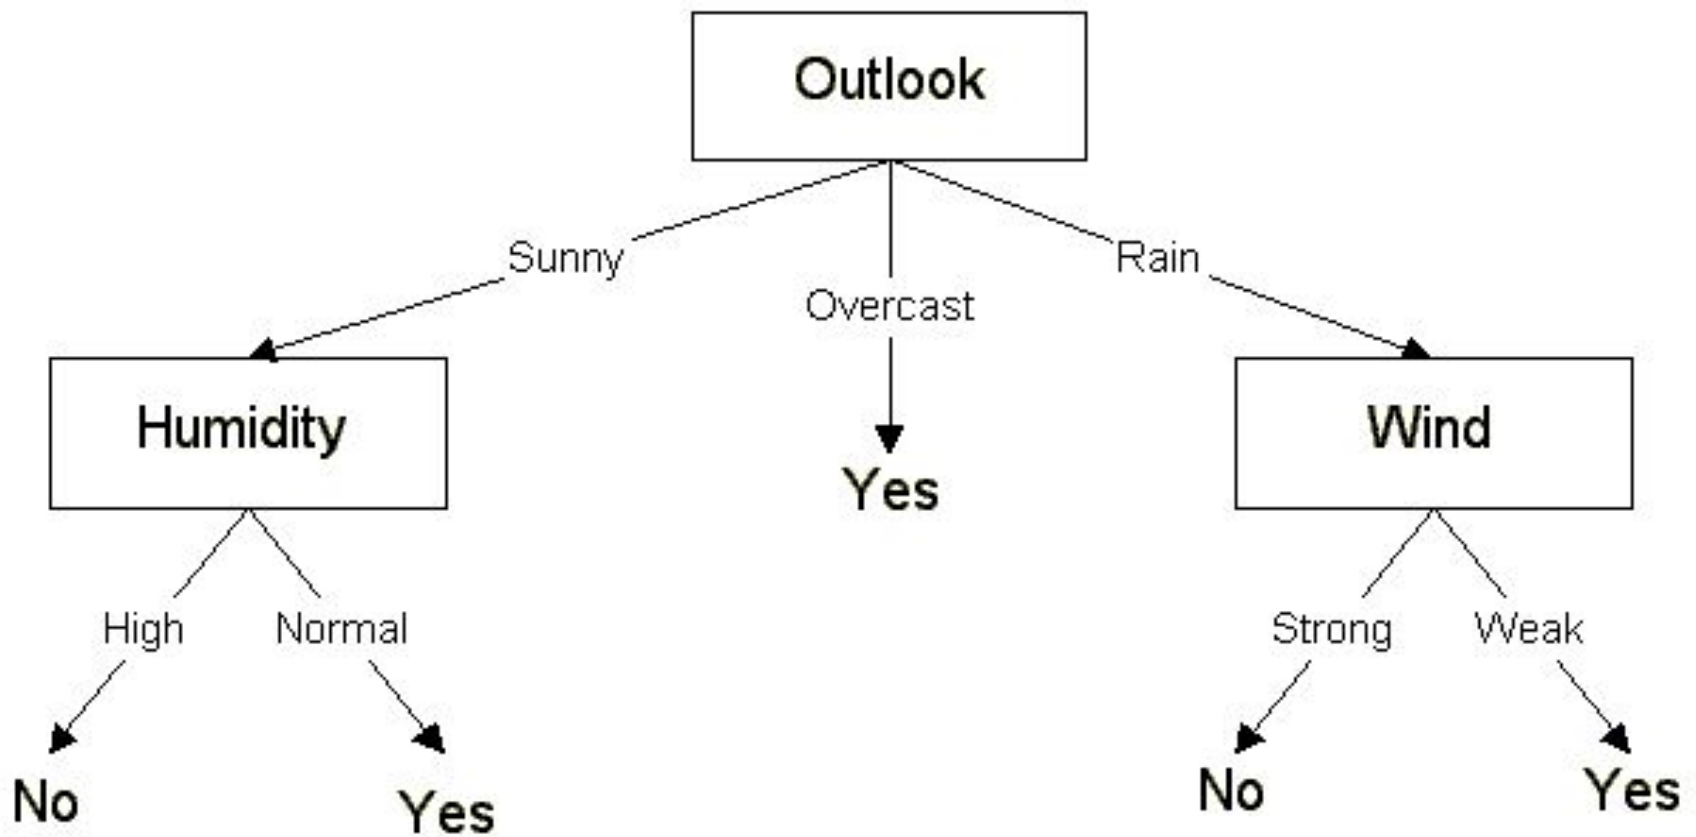 Outlook
Sunny
Overcast
Rain
Humidity
Yes
Wind
High
Normal
Strong
Weak
No
Yes
No
Yes